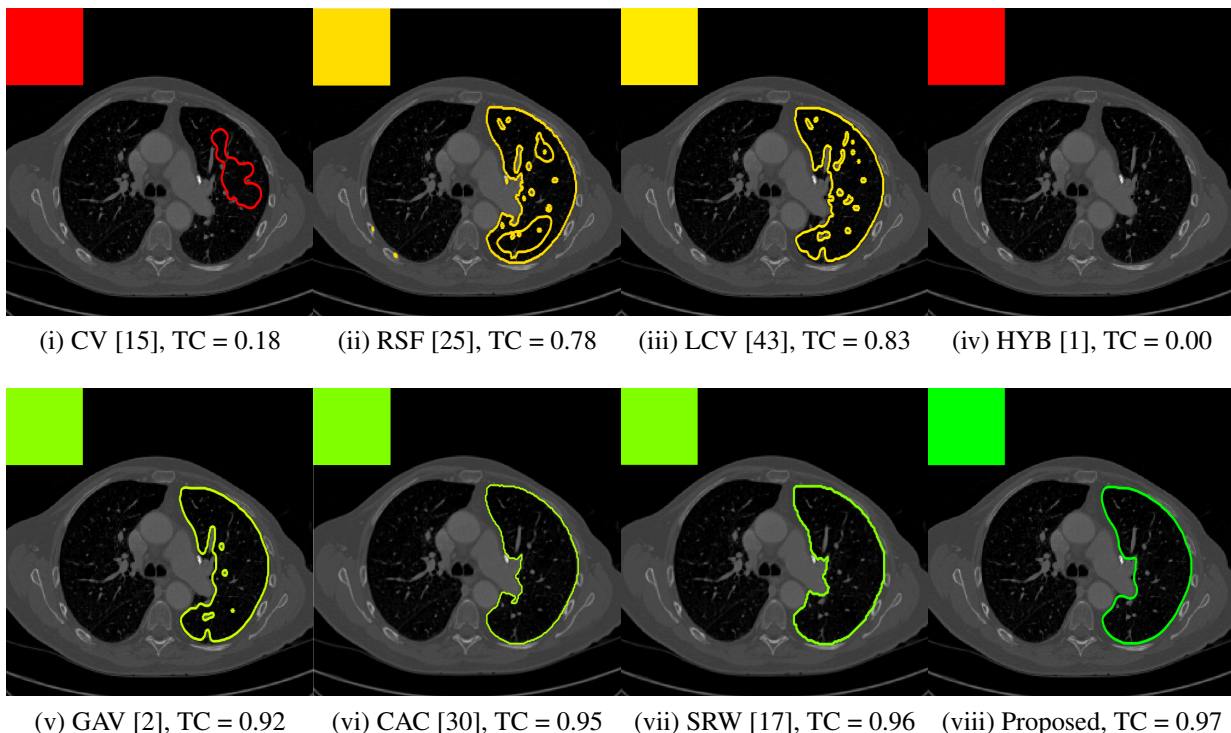 (i) CV [15], TC = 0.18 (ii) RSF [25], TC = 0.78 (iii) LCV [43], TC = 0.83 (iv) HYB [1], TC = 0.00
(v) GAV [2], TC = 0.92 (vi) CAC [30], TC = 0.95 (vii) SRW [17], TC = 0.96 (viii) Proposed, TC = 0.97